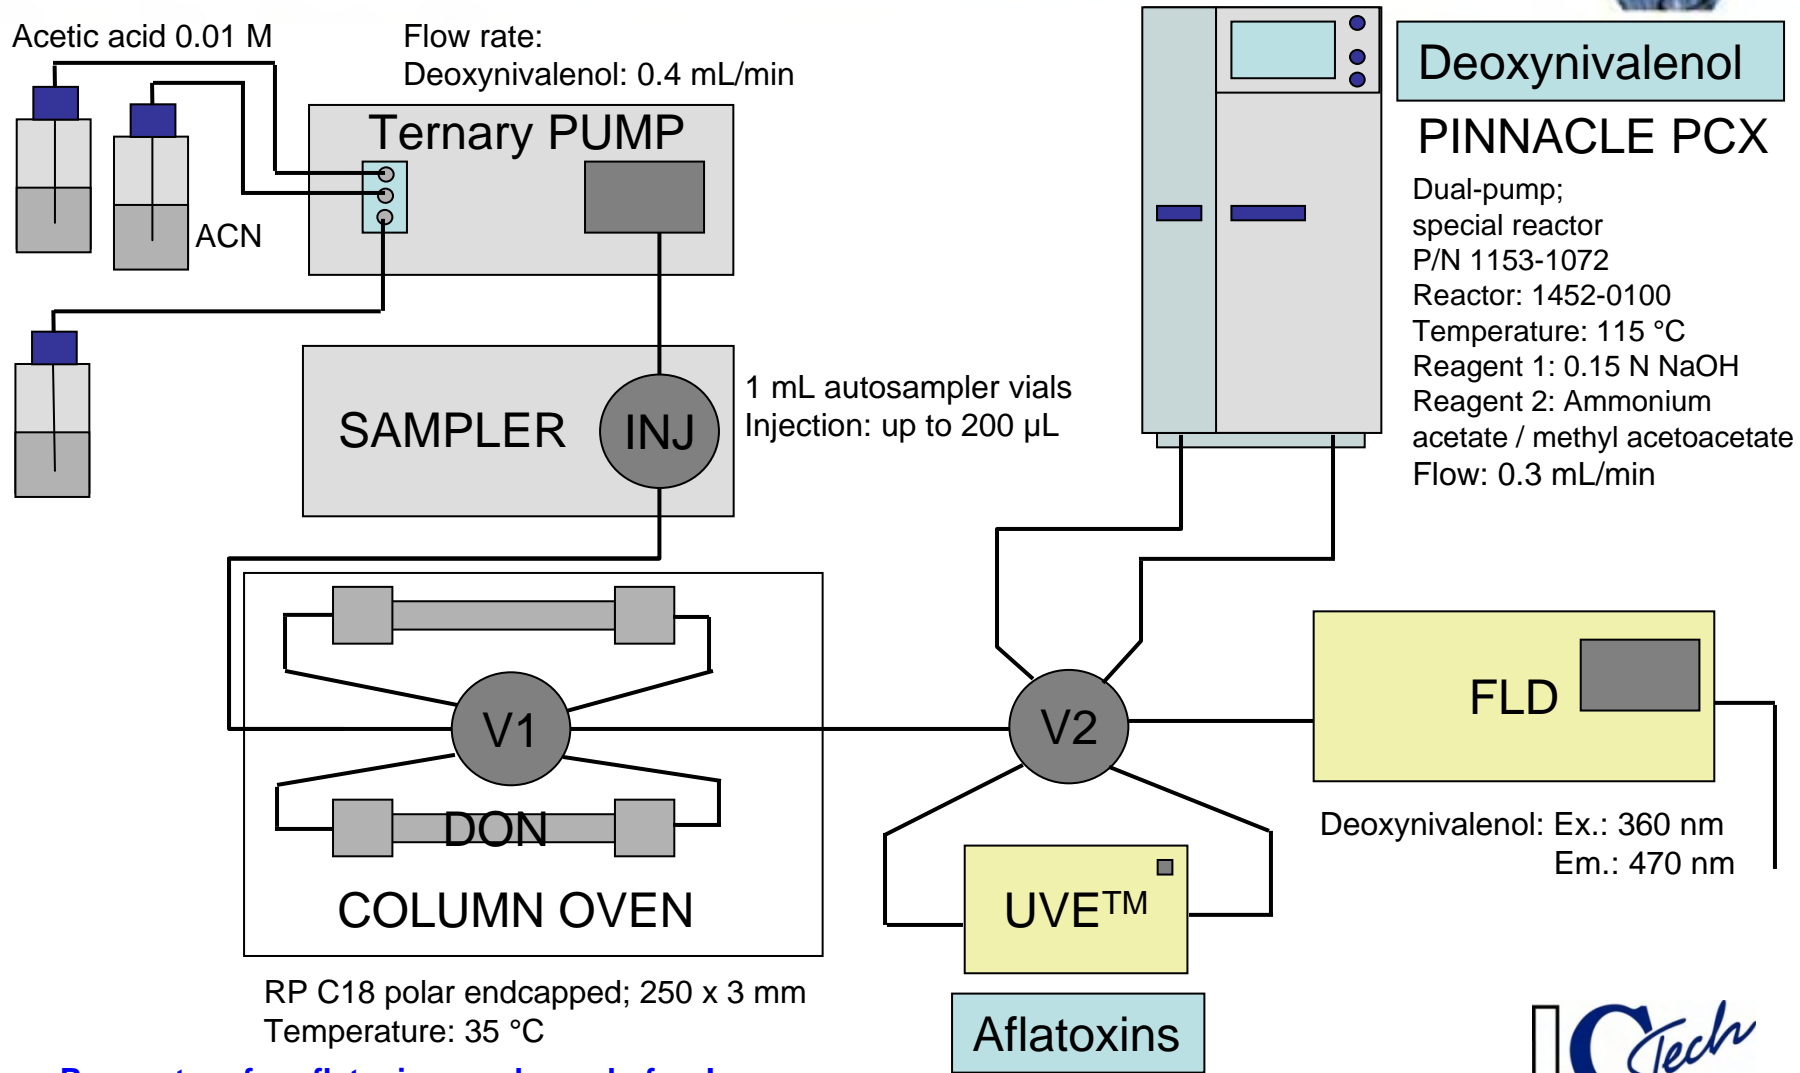 Acetic acid 0.01 M
Flow rate:
Deoxynivalenol: 0.4 mL/min
Ternary PUMP
ACN
Deoxynivalenol
PINNACLE PCX
Dual-pump;
special reactor
P/N 1153-1072
Reactor: 1452-0100
Temperature: 115 °C
Reagent 1: 0.15 N NaOH
Reagent 2: Ammonium
acetate / methyl acetoacetate
Flow: 0.3 mL/min
SAMPLER
INJ
1 mL autosampler vials
Injection: up to 200 µL
V1
DON
COLUMN OVEN
V2
FLD
Deoxynivalenol: Ex.: 360 nm
Em.: 470 nm
UVE™
RP C18 polar endcapped; 250 x 3 mm
Temperature: 35 °C
Aflatoxins
LCTech